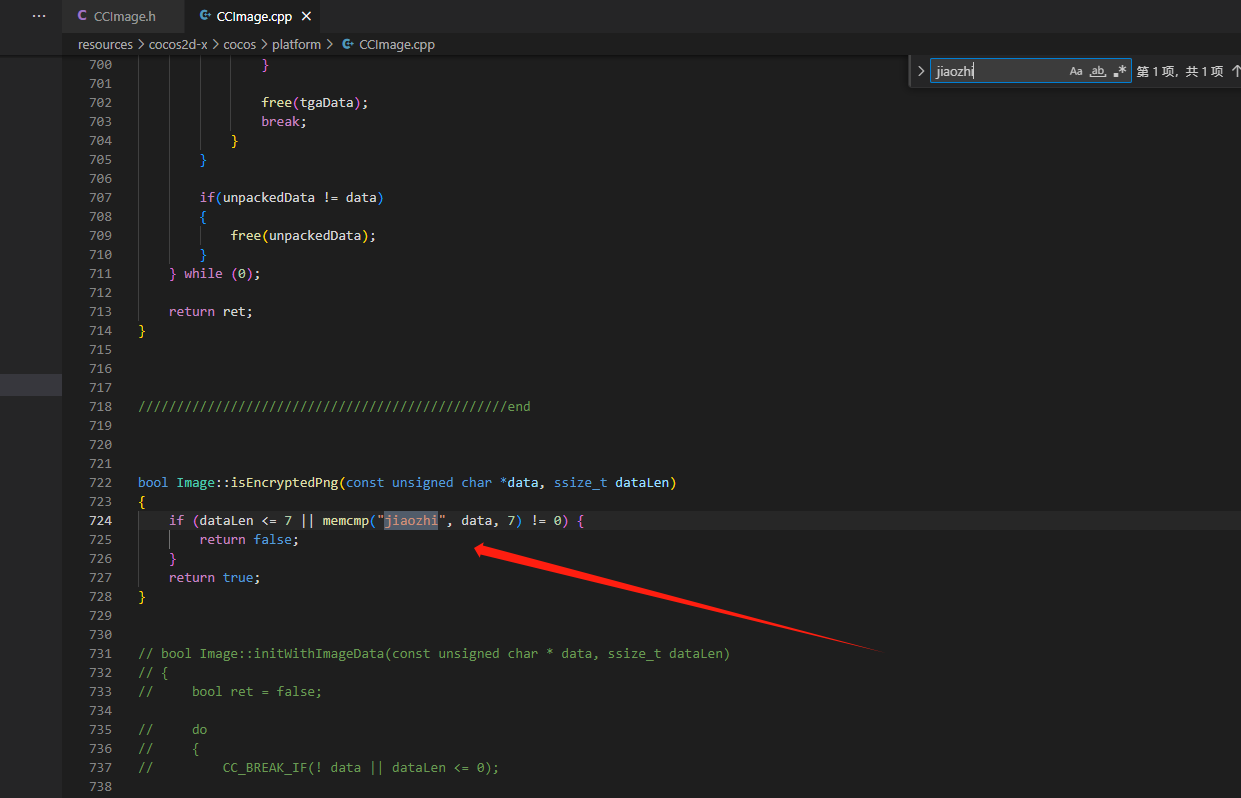 ··· CCImage.h CCImage.cpp ×
resources > cocos2d-x > cocos > platform > CCImage.cpp
jiaozhi Aa ab, .* 第 1 项，共 1 项 ↑
700 }
701
702 free(tgaData);
703 break;
704 }
705 }
706
707 if(unpackedData != data)
708 {
709 free(unpackedData);
710 }
711 } while (0);
712
713 return ret;
714 }
715
716
717
718 ////////////////////////////////////////////////end
719
720
721
722 bool Image::isEncryptedPng(const unsigned char *data, ssize_t dataLen)
723 {
724 if (dataLen <= 7 || memcmp("jiaozhi", data, 7) != 0) {
725 return false;
726 }
727 return true;
728 }
729
730
731 // bool Image::initWithImageData(const unsigned char * data, ssize_t dataLen)
732 // {
733 // bool ret = false;
734
735 // do
736 // {
737 // CC_BREAK_IF(! data || dataLen <= 0);
738